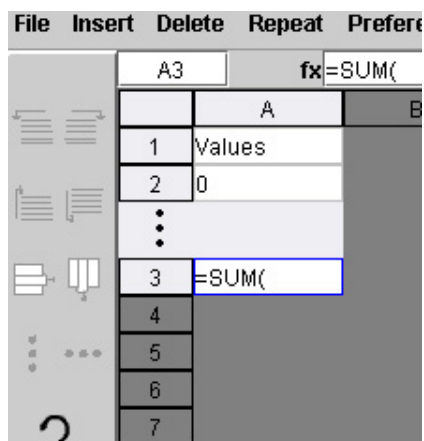 File Insert Delete Repeat
A3 fx =SUM(
A B
1 Values
2 0
3 =SUM(
4
5
6
7